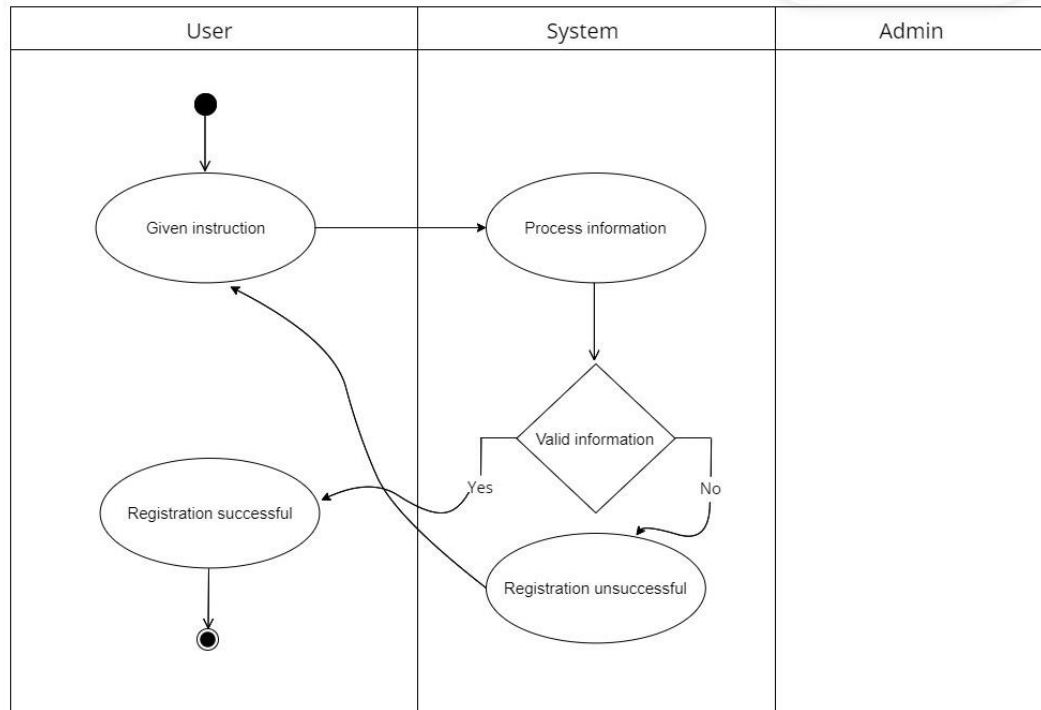 User
System
Admin
Given instruction
Process information
Valid information
Yes
No
Registration successful
Registration unsuccessful